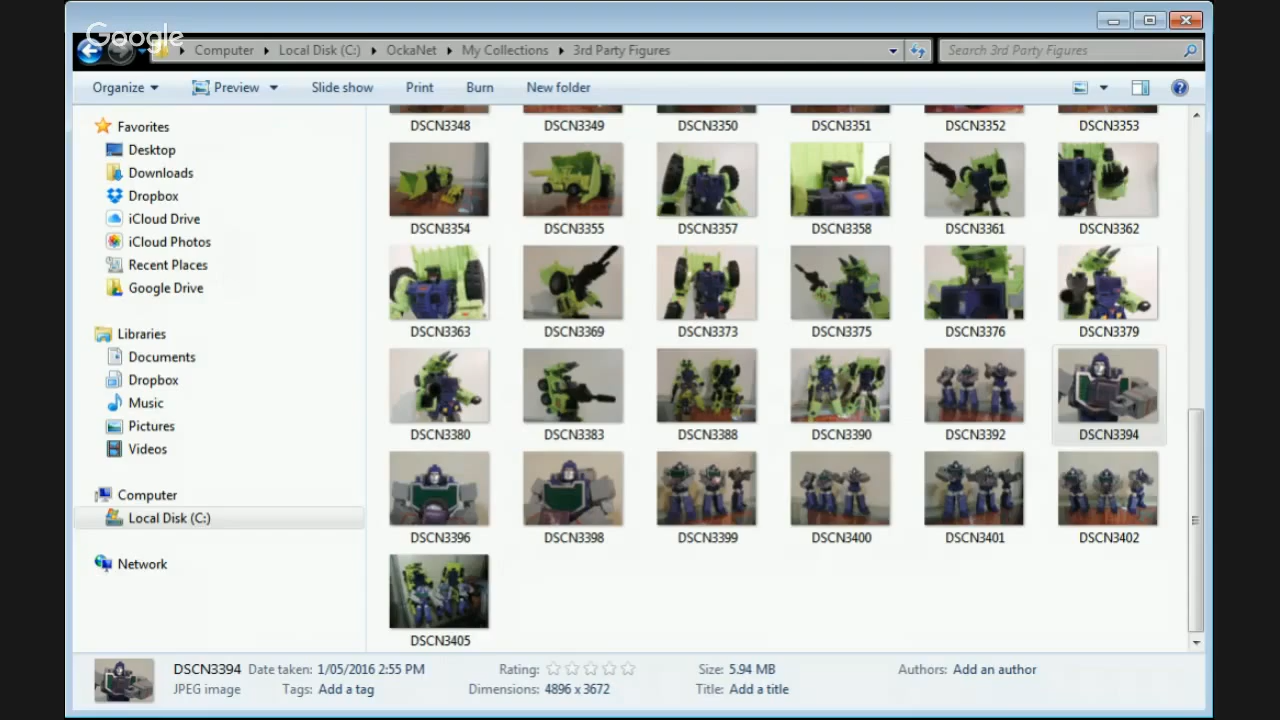 Google
Computer Local Disk (C:) OckaNet My Collections 3rd Party Figures Search 3rd Party Figures
Organize Preview Slide show Print Burn New folder
Favorites
Desktop
Downloads
Dropbox
iCloud Drive
iCloud Photos
Recent Places
Google Drive
Libraries
Documents
Dropbox
Music
Pictures
Videos
Computer
Local Disk (C:)
Network
DSCN3348 DSCN3349 DSCN3350 DSCN3351 DSCN3352 DSCN3353
DSCN3354 DSCN3355 DSCN3357 DSCN3358 DSCN3361 DSCN3362
DSCN3363 DSCN3369 DSCN3373 DSCN3375 DSCN3376 DSCN3379
DSCN3380 DSCN3383 DSCN3388 DSCN3390 DSCN3392 DSCN3394
DSCN3396 DSCN3398 DSCN3399 DSCN3400 DSCN3401 DSCN3402
DSCN3405
DSCN3394 Date taken: 1/05/2016 2:55 PM Rating: Size: 5.94 MB Authors: Add an author
JPEG image Tags: Add a tag Dimensions: 4896 x 3672 Title: Add a title